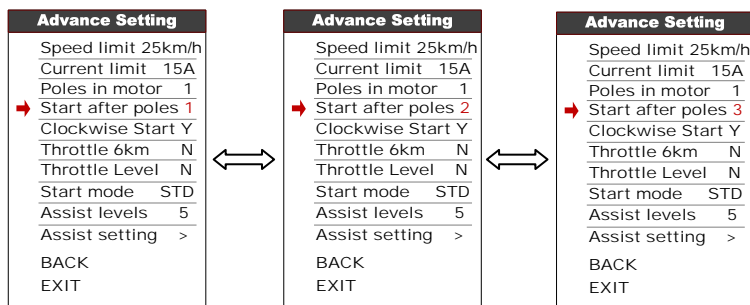 Advance Setting
Speed limit 25km/h
Current limit 15A
Poles in motor 1
Start after poles 1
Clockwise Start Y
Throttle 6km N
Throttle Level N
Start mode STD
Assist levels 5
Assist setting >
BACK
EXIT
Advance Setting
Speed limit 25km/h
Current limit 15A
Poles in motor 1
Start after poles 2
Clockwise Start Y
Throttle 6km N
Throttle Level N
Start mode STD
Assist levels 5
Assist setting >
BACK
EXIT
Advance Setting
Speed limit 25km/h
Current limit 15A
Poles in motor 1
Start after poles 3
Clockwise Start Y
Throttle 6km N
Throttle Level N
Start mode STD
Assist levels 5
Assist setting >
BACK
EXIT